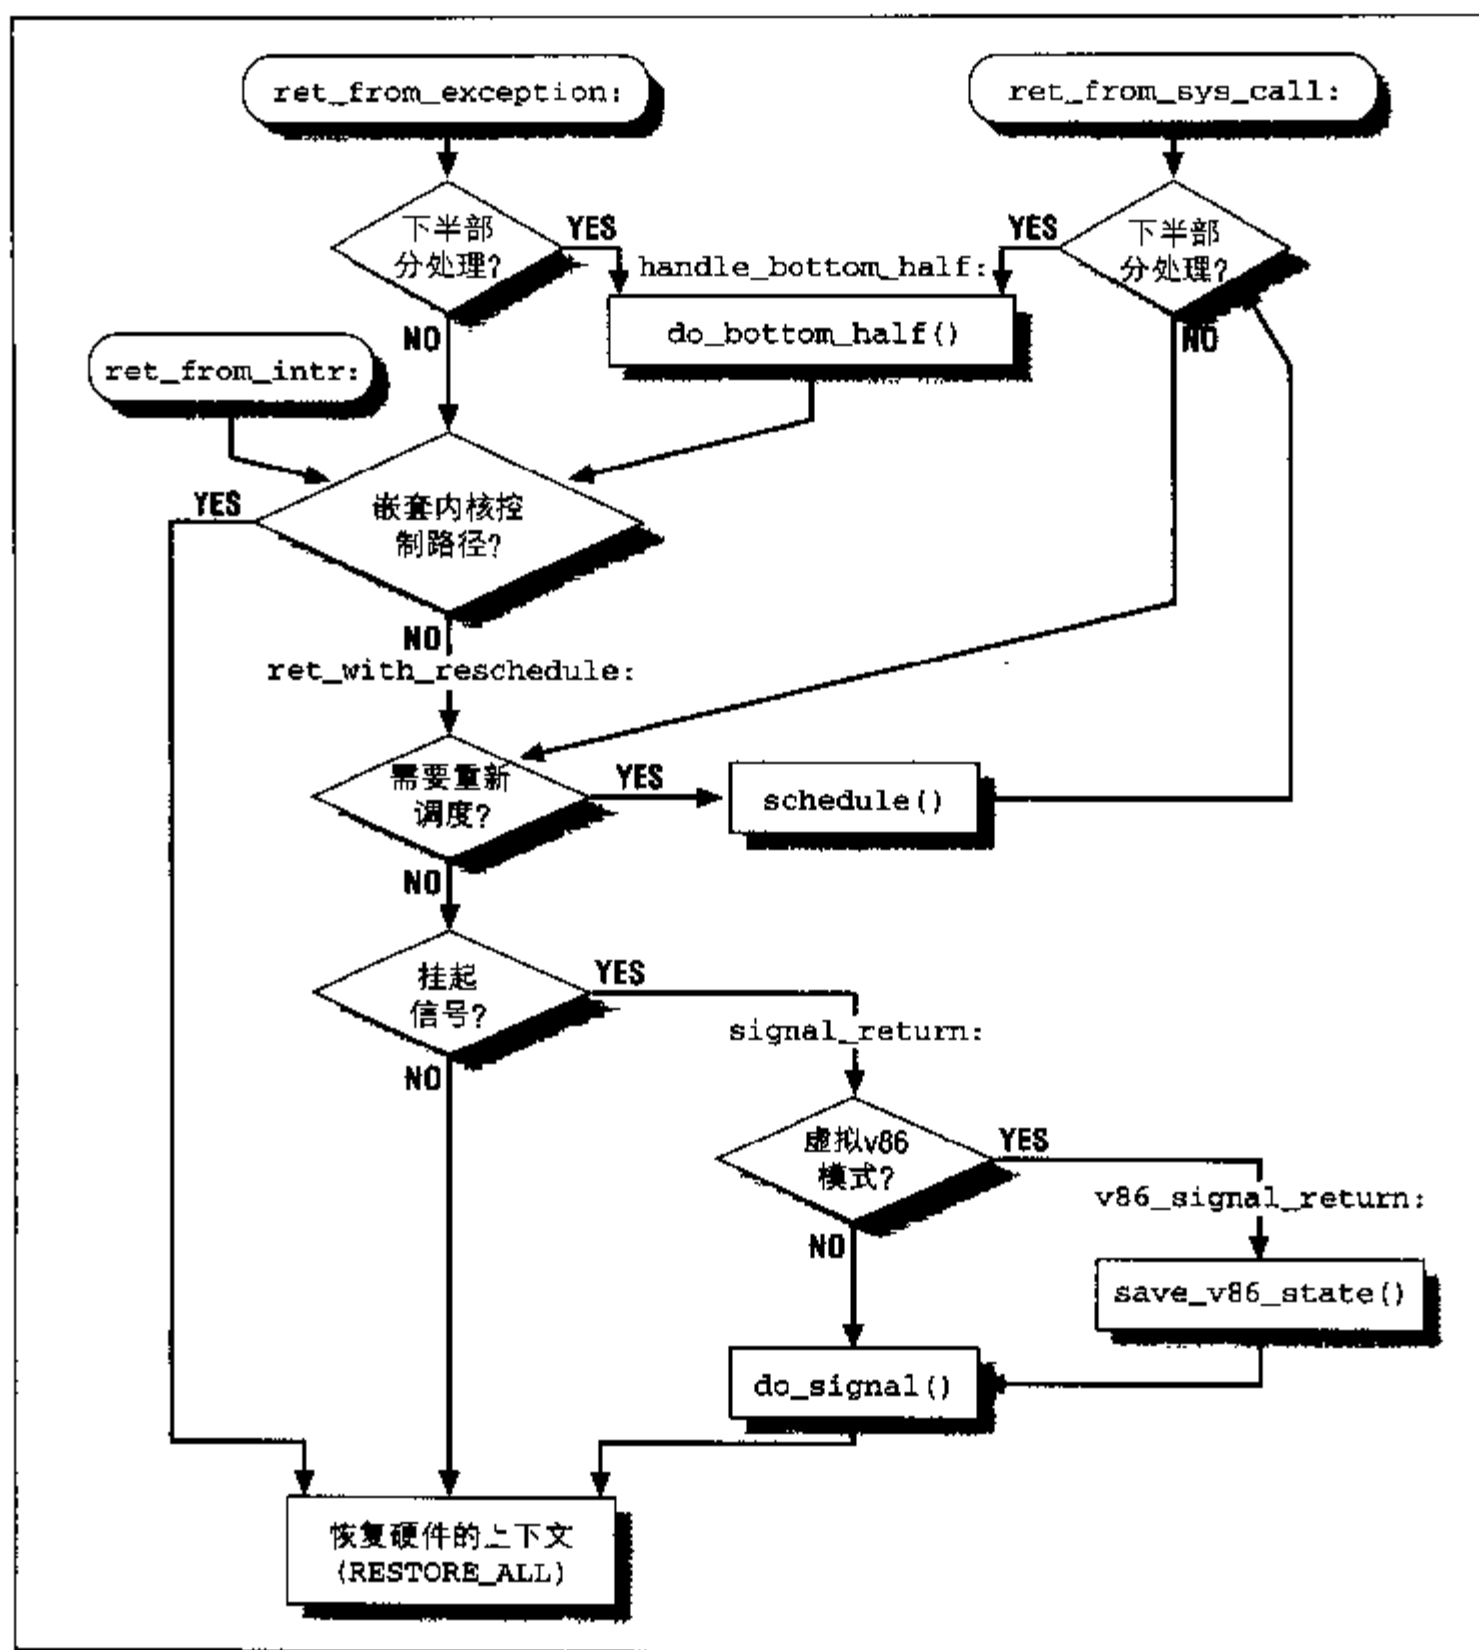 ret_from_exception:
ret_from_sys_call:
下半部
分处理?
YES
YES
下半部
分处理?
handle_bottom_half:
do_bottom_half()
NO
NO
ret_from_intr:
YES
嵌套内核控
制路径?
NO
ret_with_reschedule:
需要重新
调度?
YES
schedule()
NO
挂起
信号?
YES
signal_return:
NO
虚拟v86
模式?
YES
v86_signal_return:
NO
save_v86_state()
do_signal()
恢复硬件的上下文
(RESTORE_ALL)